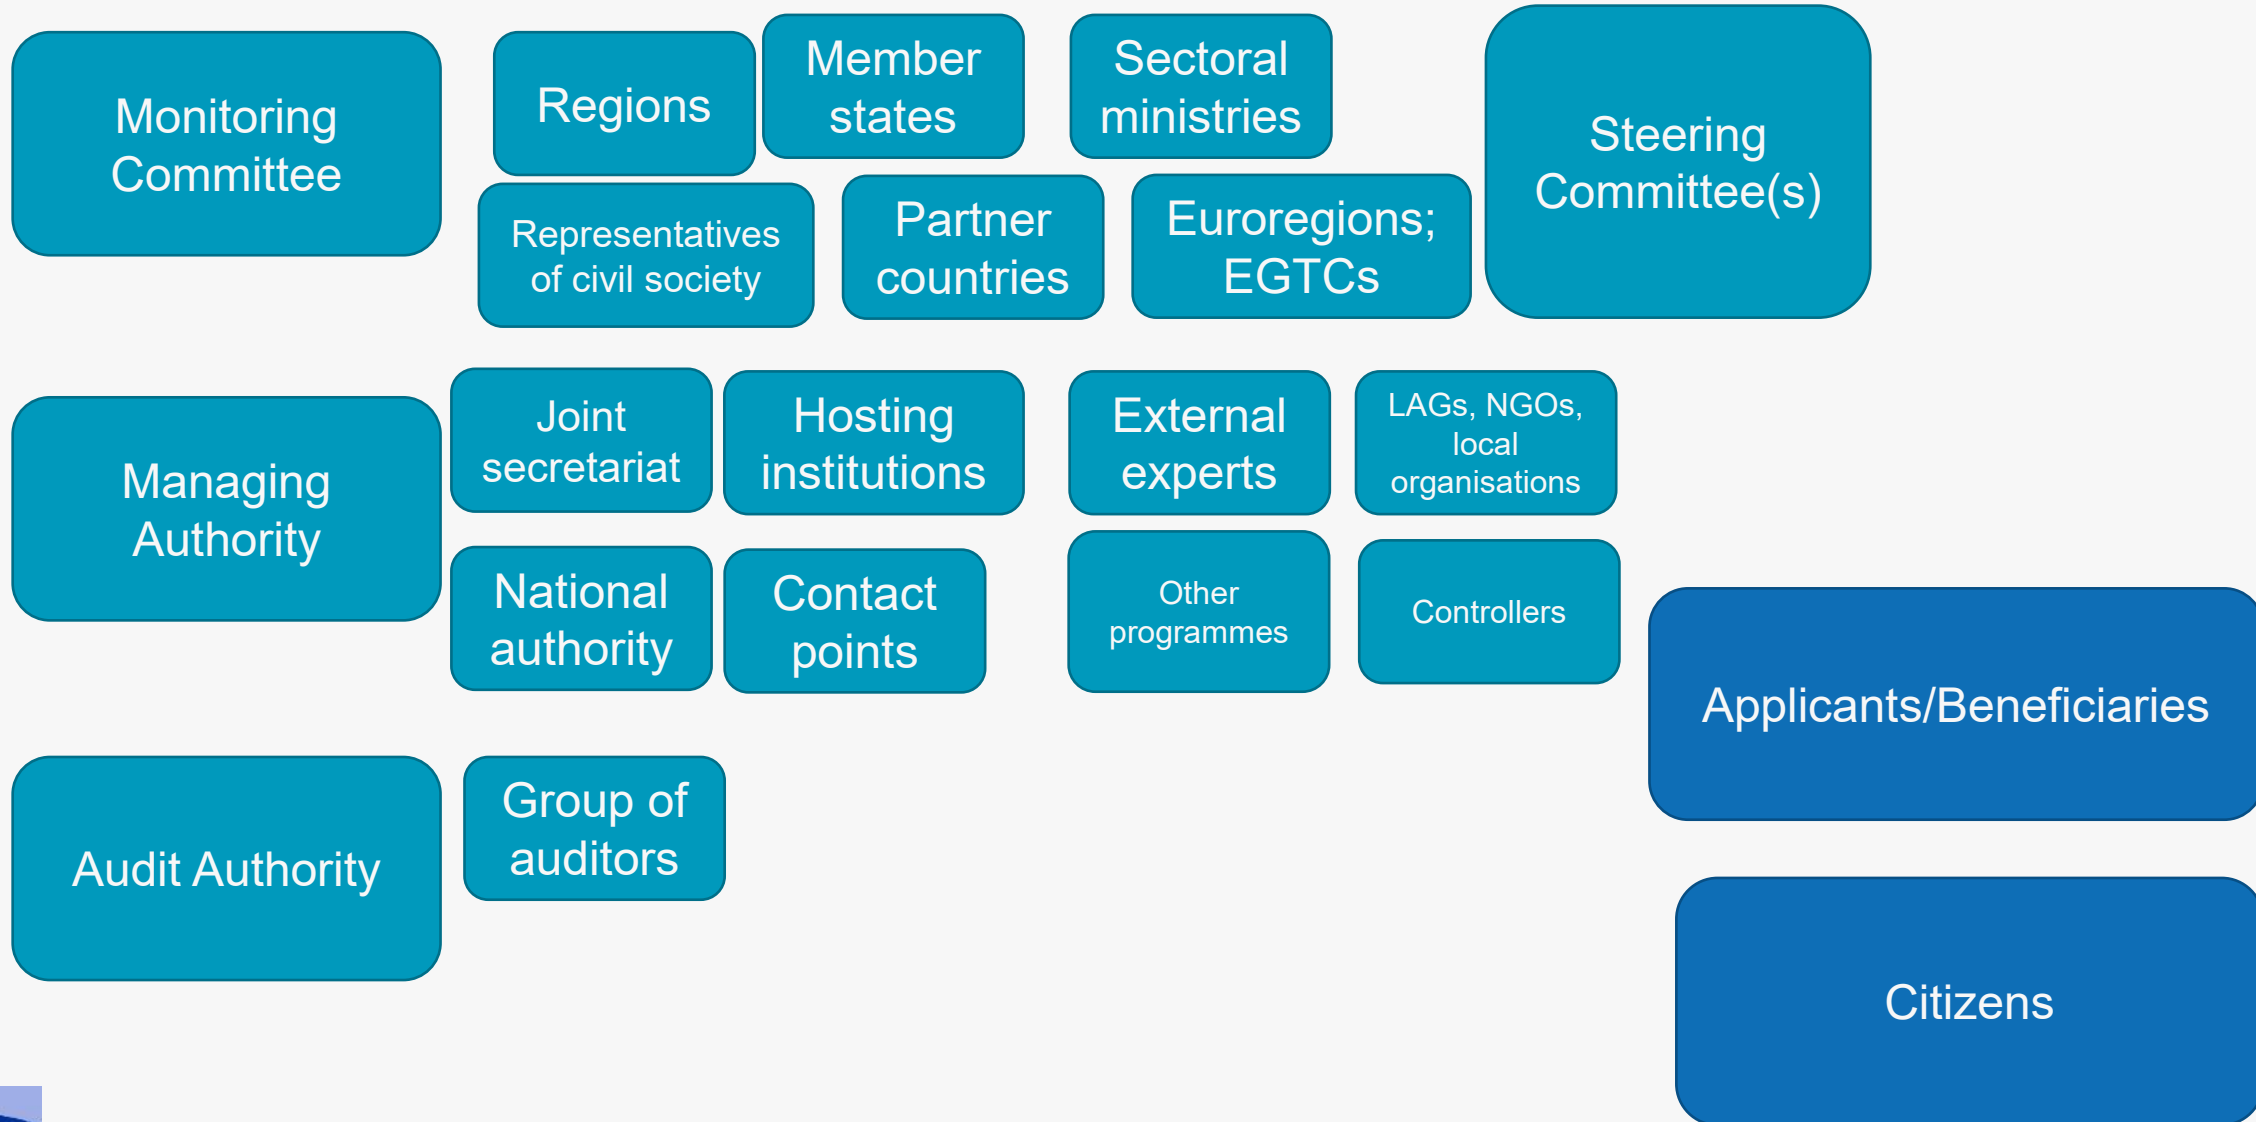 Monitoring
Committee
Regions
Member
states
Sectoral
ministries
Steering
Committee(s)
Representatives
of civil society
Partner
countries
Euroregions;
EGTCs
Managing
Authority
Joint
secretariat
Hosting
institutions
External
experts
LAGs, NGOs,
local
organisations
National
authority
Contact
points
Other
programmes
Controllers
Applicants/Beneficiaries
Audit Authority
Group of
auditors
Citizens